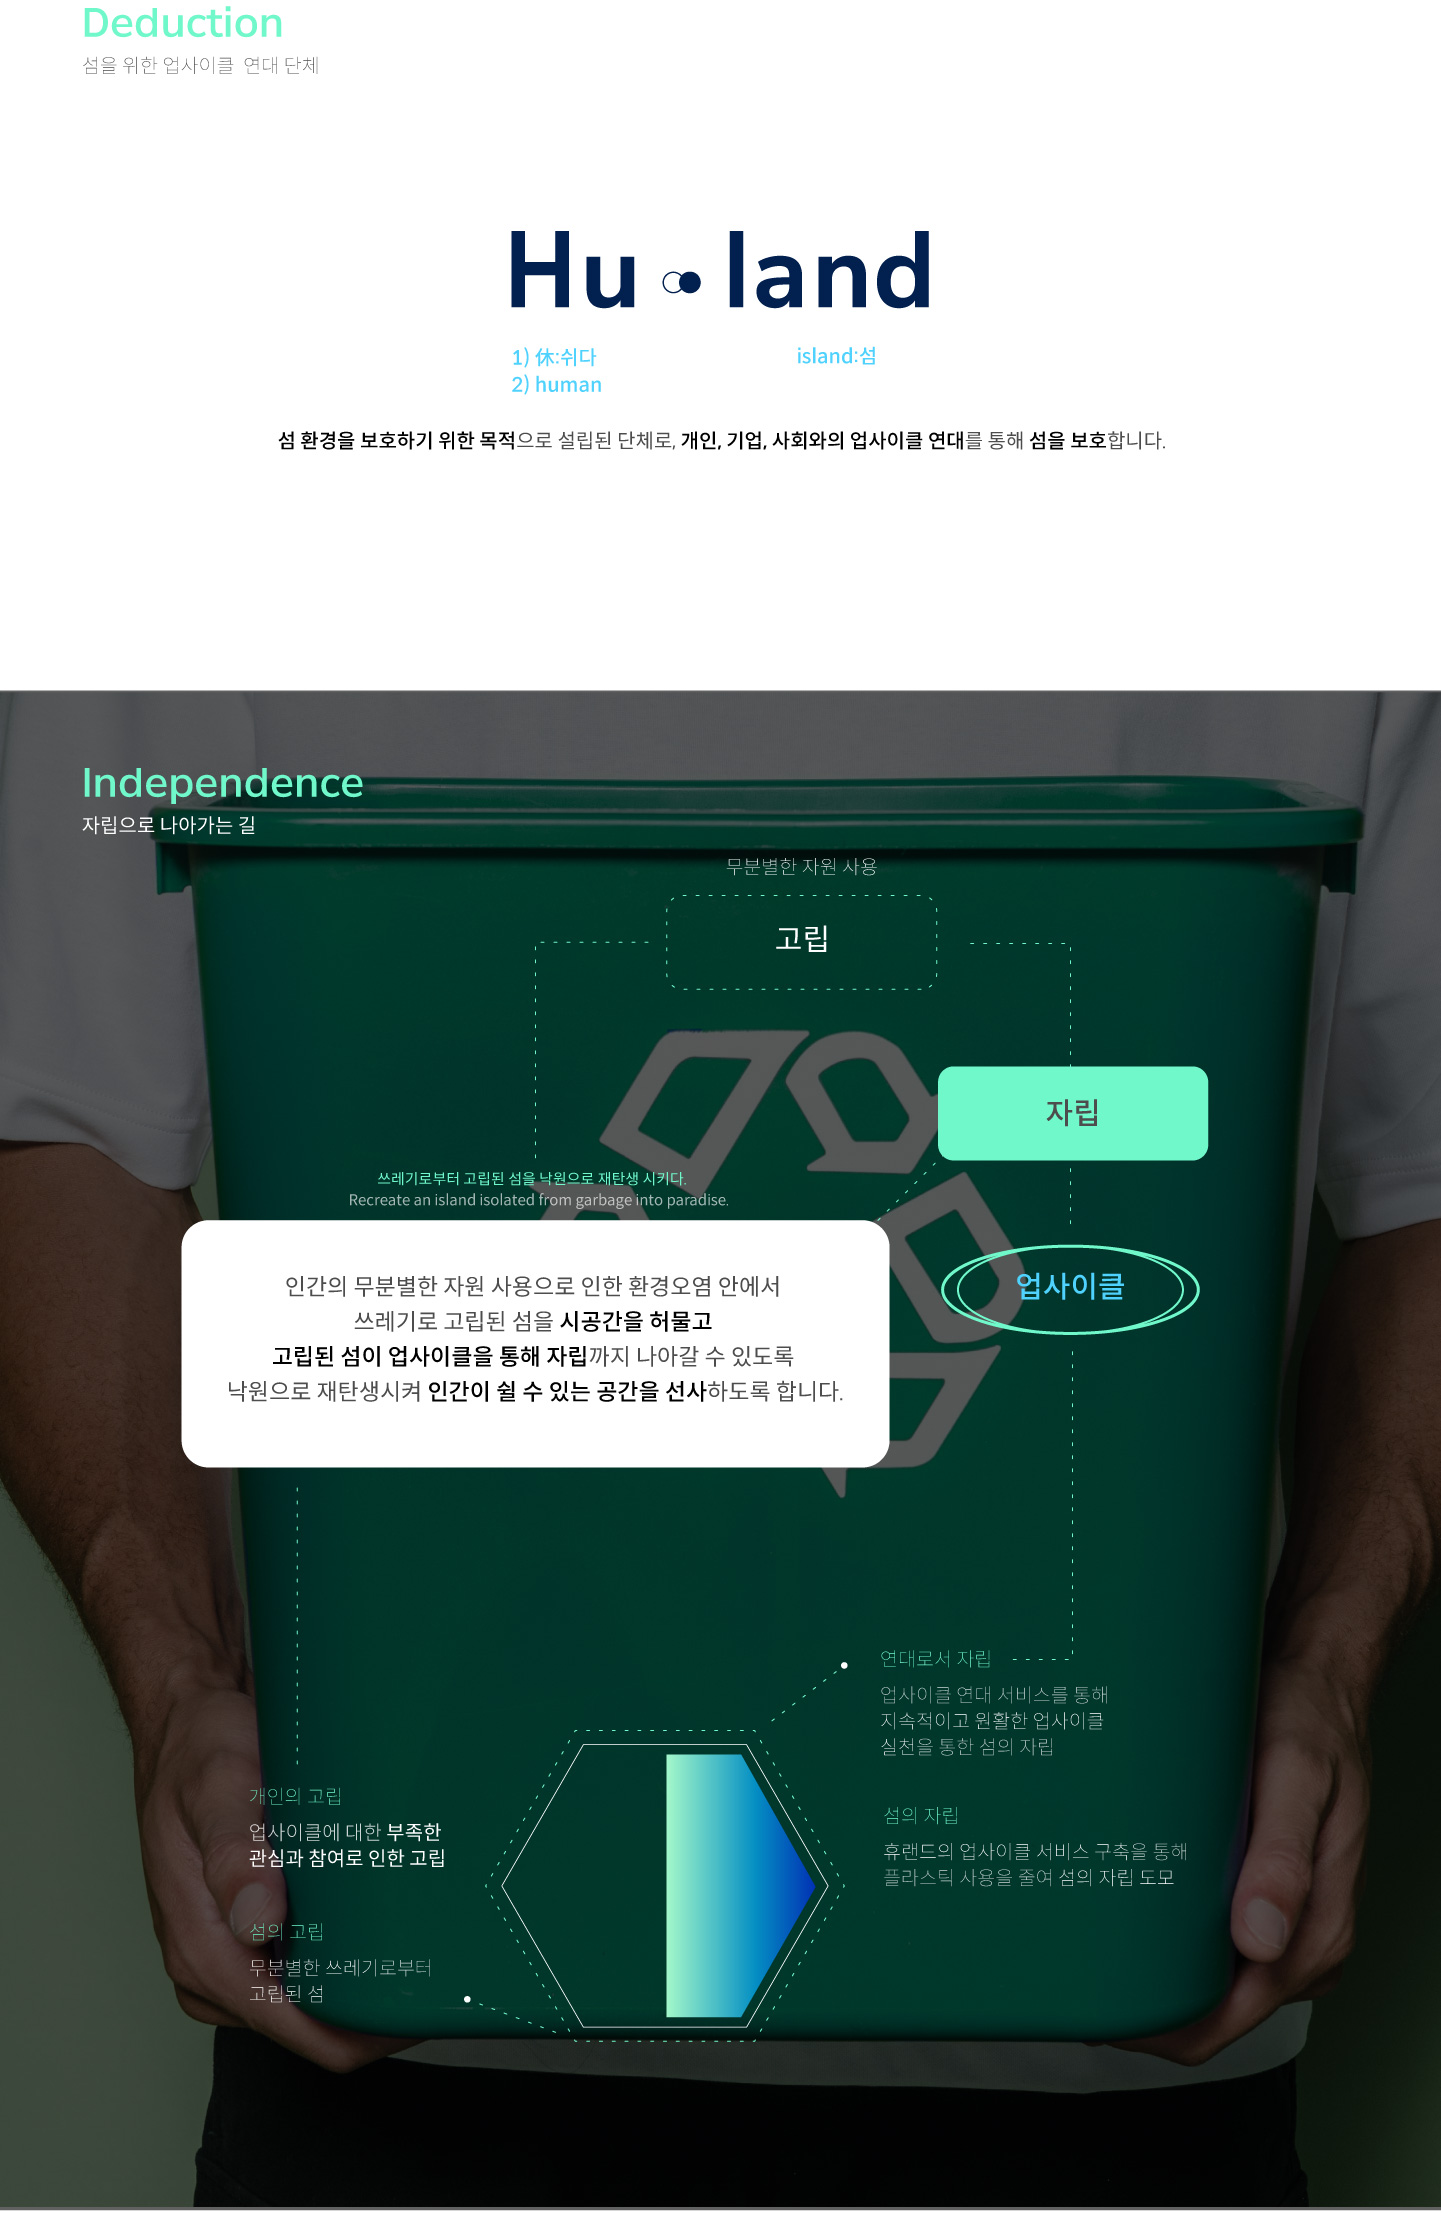 Deduction
섬을 위한 업사이클 연대 단체
Hu land
1) 休:쉬다
2) human
island:섬
섬 환경을 보호하기 위한 목적으로 설립된 단체로, 개인, 기업, 사회와의 업사이클 연대를 통해 섬을 보호합니다.
Independence
자립으로 나아가는 길
무분별한 자원 사용
고립
자립
쓰레기로부터 고립된 섬을 낙원으로 재탄생 시키다.
Recreate an island isolated from garbage into paradise.
인간의 무분별한 자원 사용으로 인한 환경오염 안에서
쓰레기로 고립된 섬을 시공간을 허물고
고립된 섬이 업사이클을 통해 자립까지 나아갈 수 있도록
낙원으로 재탄생시켜 인간이 쉴 수 있는 공간을 선사하도록 합니다.
업사이클
연대로서 자립
업사이클 연대 서비스를 통해
지속적이고 원활한 업사이클
실천을 통한 섬의 자립
개인의 고립
업사이클에 대한 부족한
관심과 참여로 인한 고립
섬의 자립
휴랜드의 업사이클 서비스 구축을 통해
플라스틱 사용을 줄여 섬의 자립 도모
섬의 고립
무분별한 쓰레기로부터
고립된 섬